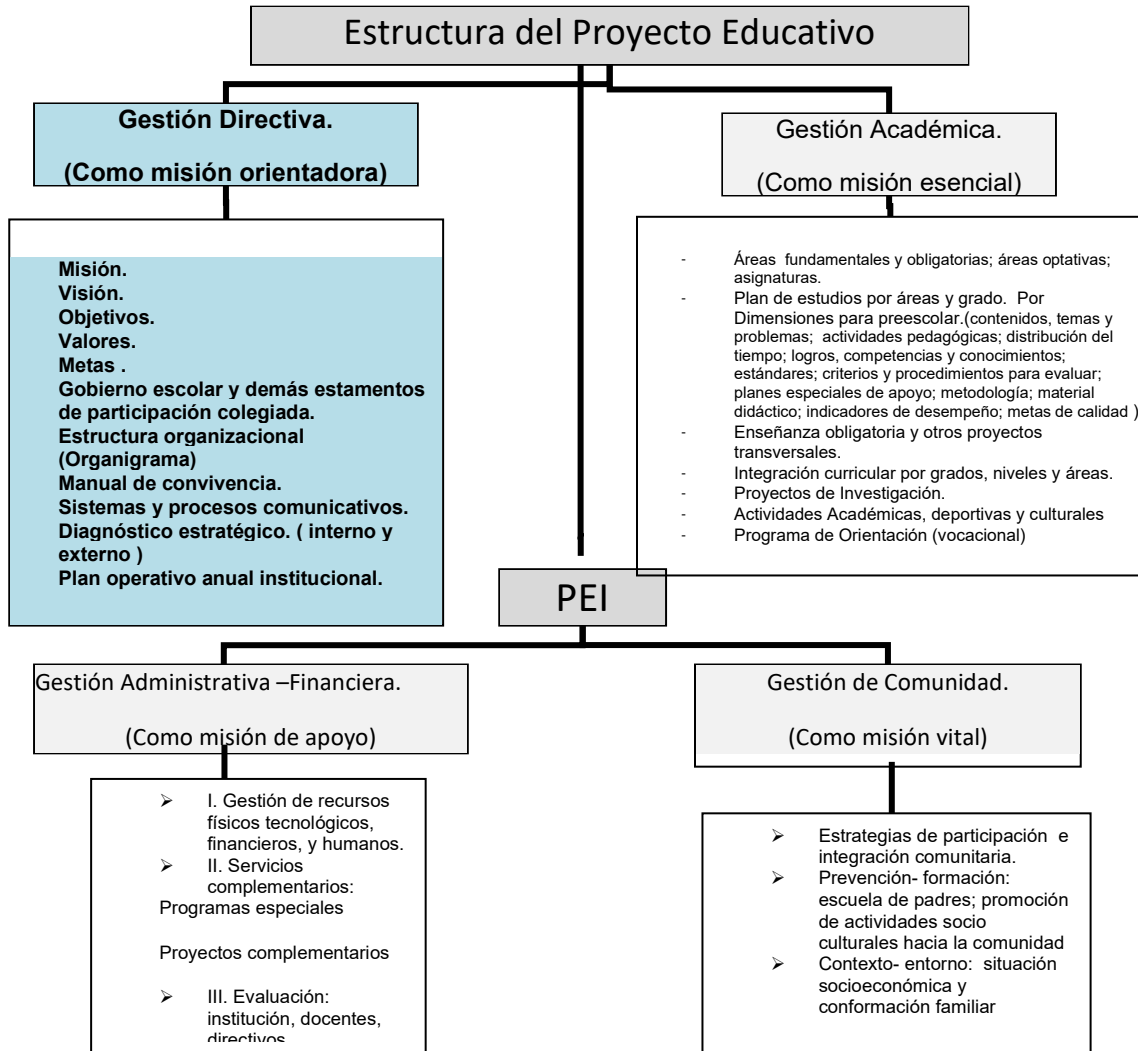 Estructura del Proyecto Educativo
Gestión Directiva.
(Como misión orientadora)
Gestión Académica.
(Como misión esencial)
Misión.
Visión.
Objetivos.
Valores.
Metas .
Gobierno escolar y demás estamentos
de participación colegiada.
Estructura organizacional
(Organigrama)
Manual de convivencia.
Sistemas y procesos comunicativos.
Diagnóstico estratégico. ( interno y
externo )
Plan operativo anual institucional.
- Áreas fundamentales y obligatorias; áreas optativas;
asignaturas.
- Plan de estudios por áreas y grado. Por
Dimensiones para preescolar.(contenidos, temas y
problemas; actividades pedagógicas; distribución del
tiempo; logros, competencias y conocimientos;
estándares; criterios y procedimientos para evaluar;
planes especiales de apoyo; metodología; material
didáctico; indicadores de desempeño; metas de calidad )
- Enseñanza obligatoria y otros proyectos
transversales.
- Integración curricular por grados, niveles y áreas.
- Proyectos de Investigación.
- Actividades Académicas, deportivas y culturales
- Programa de Orientación (vocacional)
PEI
Gestión Administrativa –Financiera.
(Como misión de apoyo)
Gestión de Comunidad.
(Como misión vital)
➢ I. Gestión de recursos
físicos tecnológicos,
financieros, y humanos.
➢ II. Servicios
complementarios:
Programas especiales
Proyectos complementarios
➢ III. Evaluación:
institución, docentes,
directivos
➢ Estrategias de participación e
integración comunitaria.
➢ Prevención- formación:
escuela de padres; promoción
de actividades socio
culturales hacia la comunidad
➢ Contexto- entorno: situación
socioeconómica y
conformación familiar